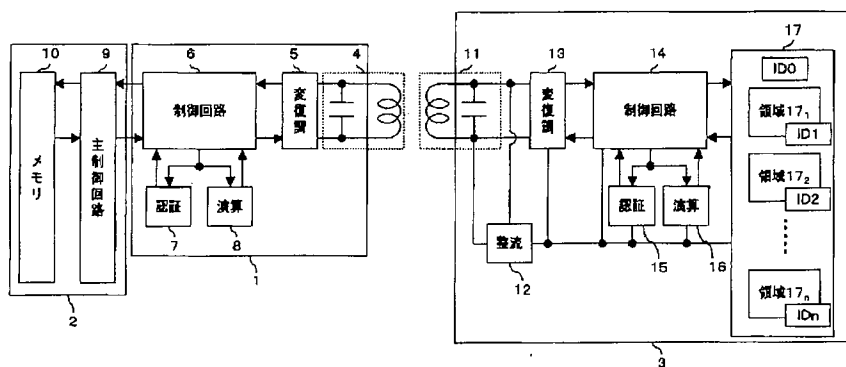 10
9
6
5
4
11
13
14
17
メモリ
主制御回路
制御回路
変復調
変復調
制御回路
ID0
領域17₁
ID1
領域17₂
ID2
領域17ₙ
IDn
認証
演算
7
8
整流
12
認証
演算
15
16
1
2
3